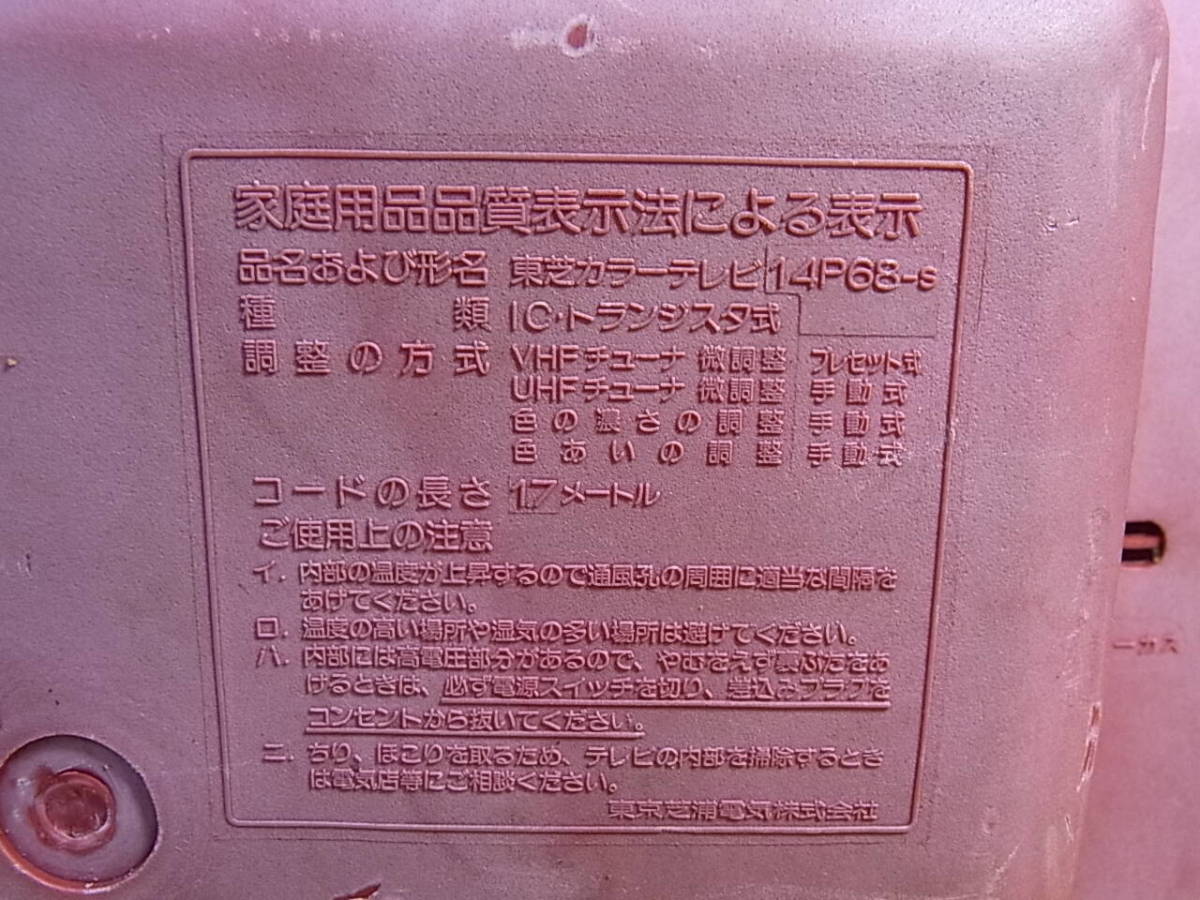 家庭用品品質表示法による表示
品名および形名 東芝カラーテレビ 14P68-s
種類 IC・トランジスタ式
調整の方式 VHFチューナ 微調整 プレセット式
UHFチューナ 微調整 手動式
色の濃さの調整 手動式
色あいの調整 手動式
コードの長さ 1.7メートル
ご使用上の注意
イ. 内部の温度が上昇するので通風孔の周囲に適当な間隔を
あけてください。
ロ. 温度の高い場所や湿気の多い場所は避けてください。
ハ. 内部には高電圧部分があるので、やむをえず裏ぶたをあ
けるときは、必ず電源スイッチを切り、差込みプラグを
コンセントから抜いてください。
ニ. ちり、ほこりを取るため、テレビの内部を掃除するとき
は電気店等にご相談ください。
東京芝浦電気株式会社
ーカス